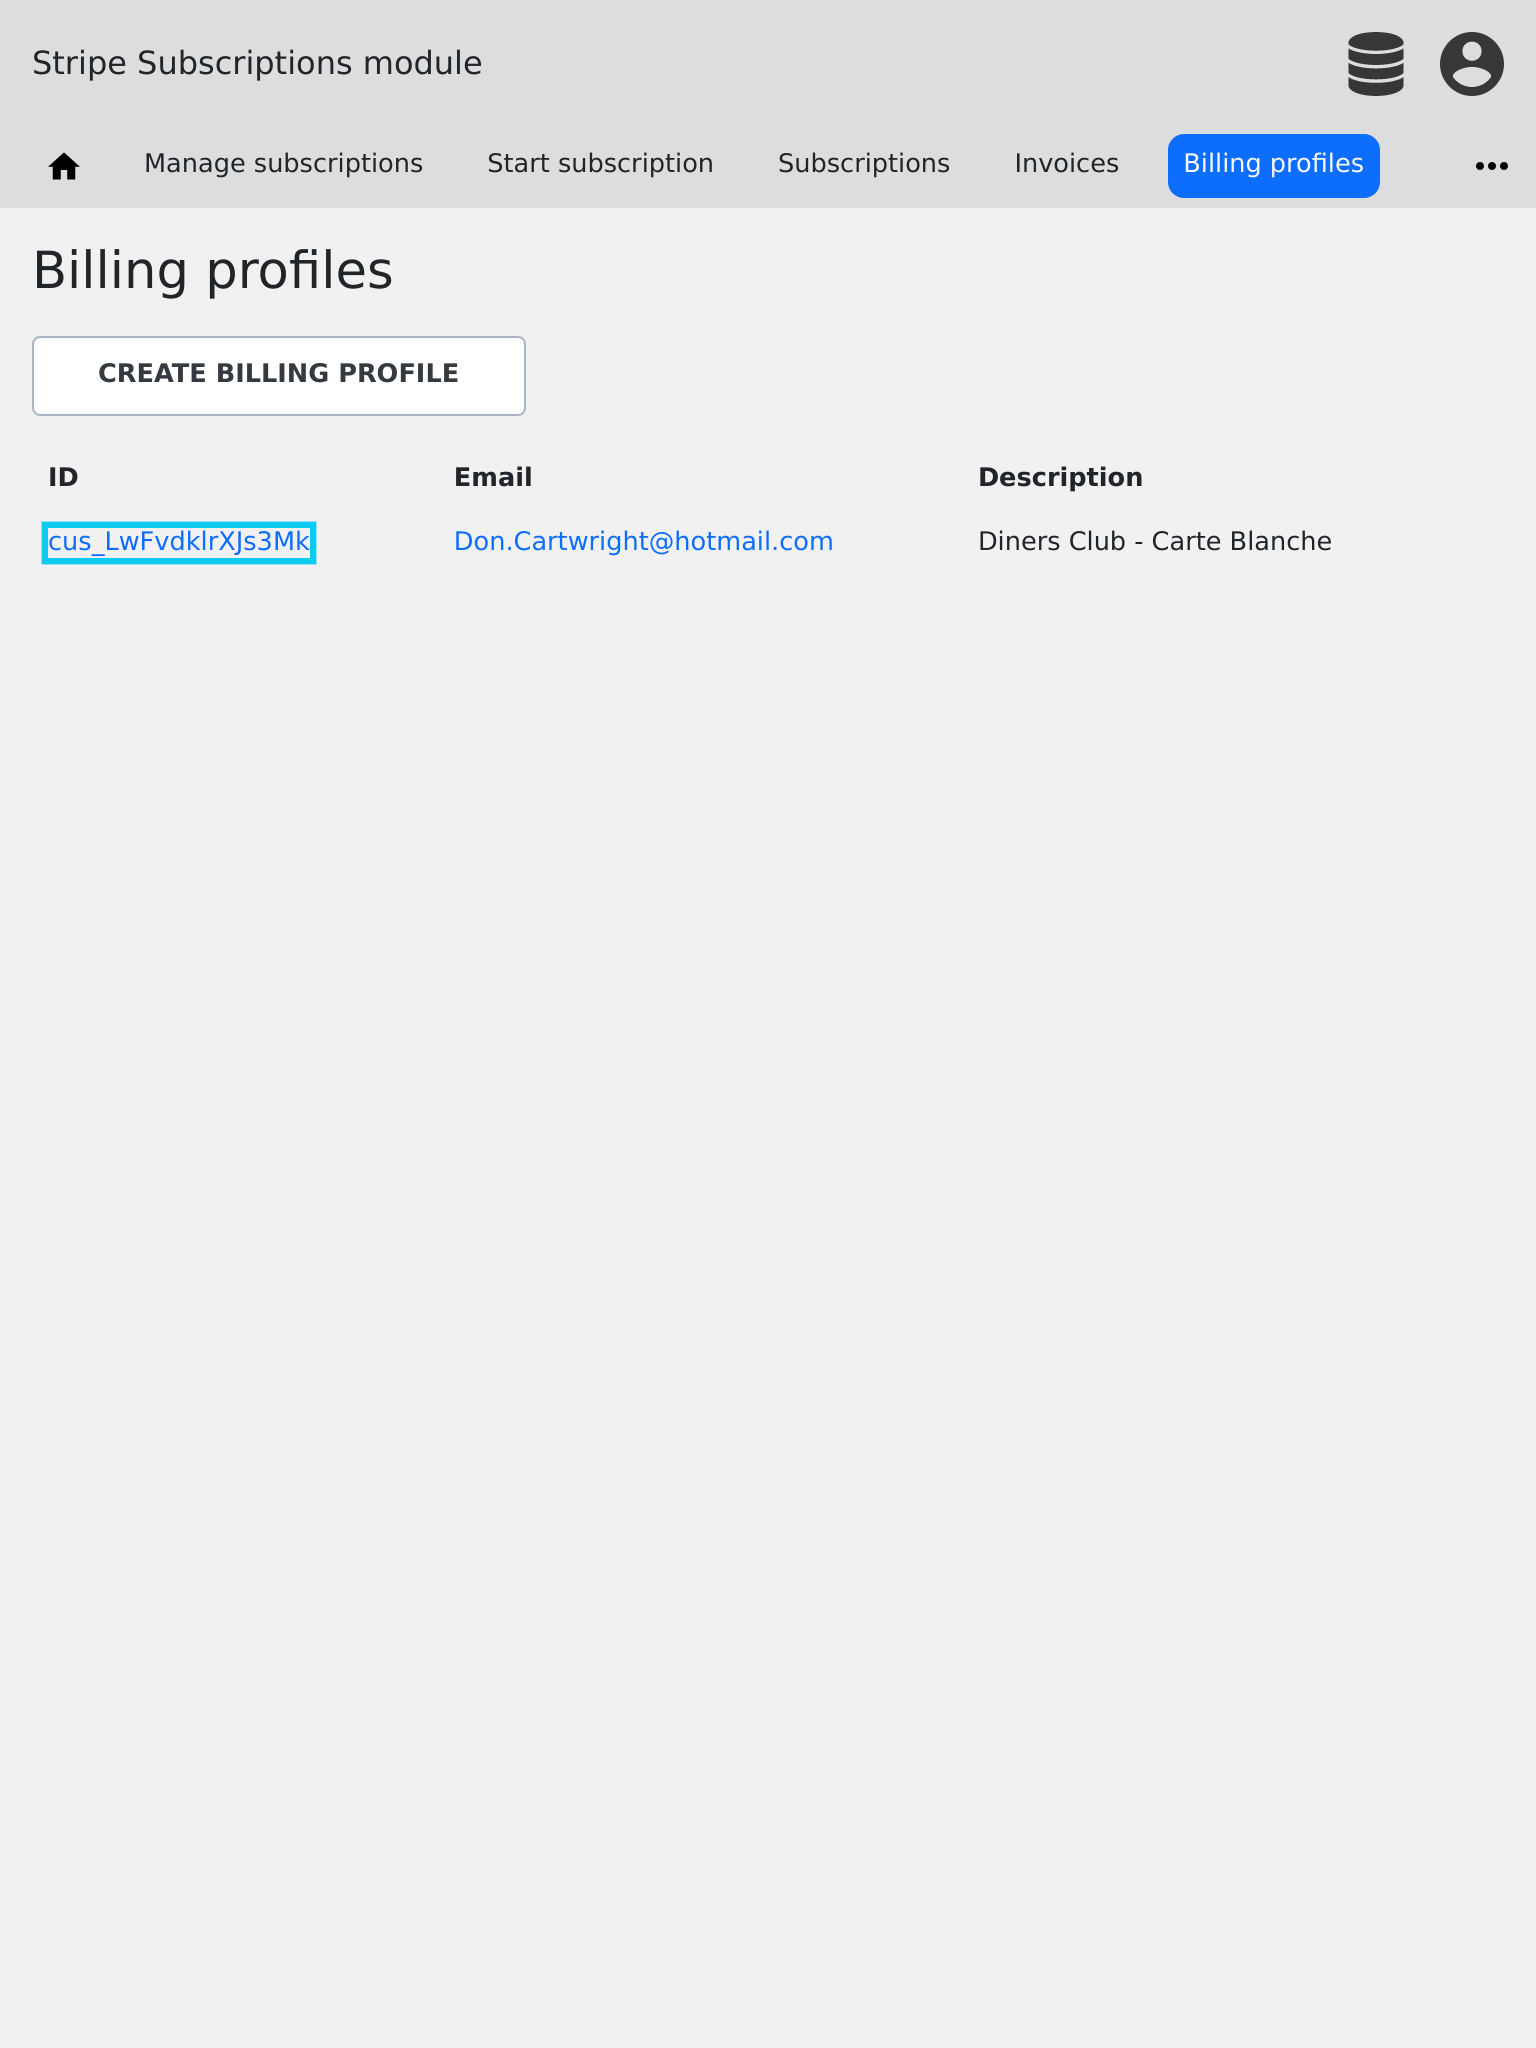 Stripe Subscriptions module
Manage subscriptions Start subscription Subscriptions Invoices Billing profiles
Billing profiles
CREATE BILLING PROFILE
ID Email Description
cus_LwFvdklrXJs3Mk Don.Cartwright@hotmail.com Diners Club - Carte Blanche